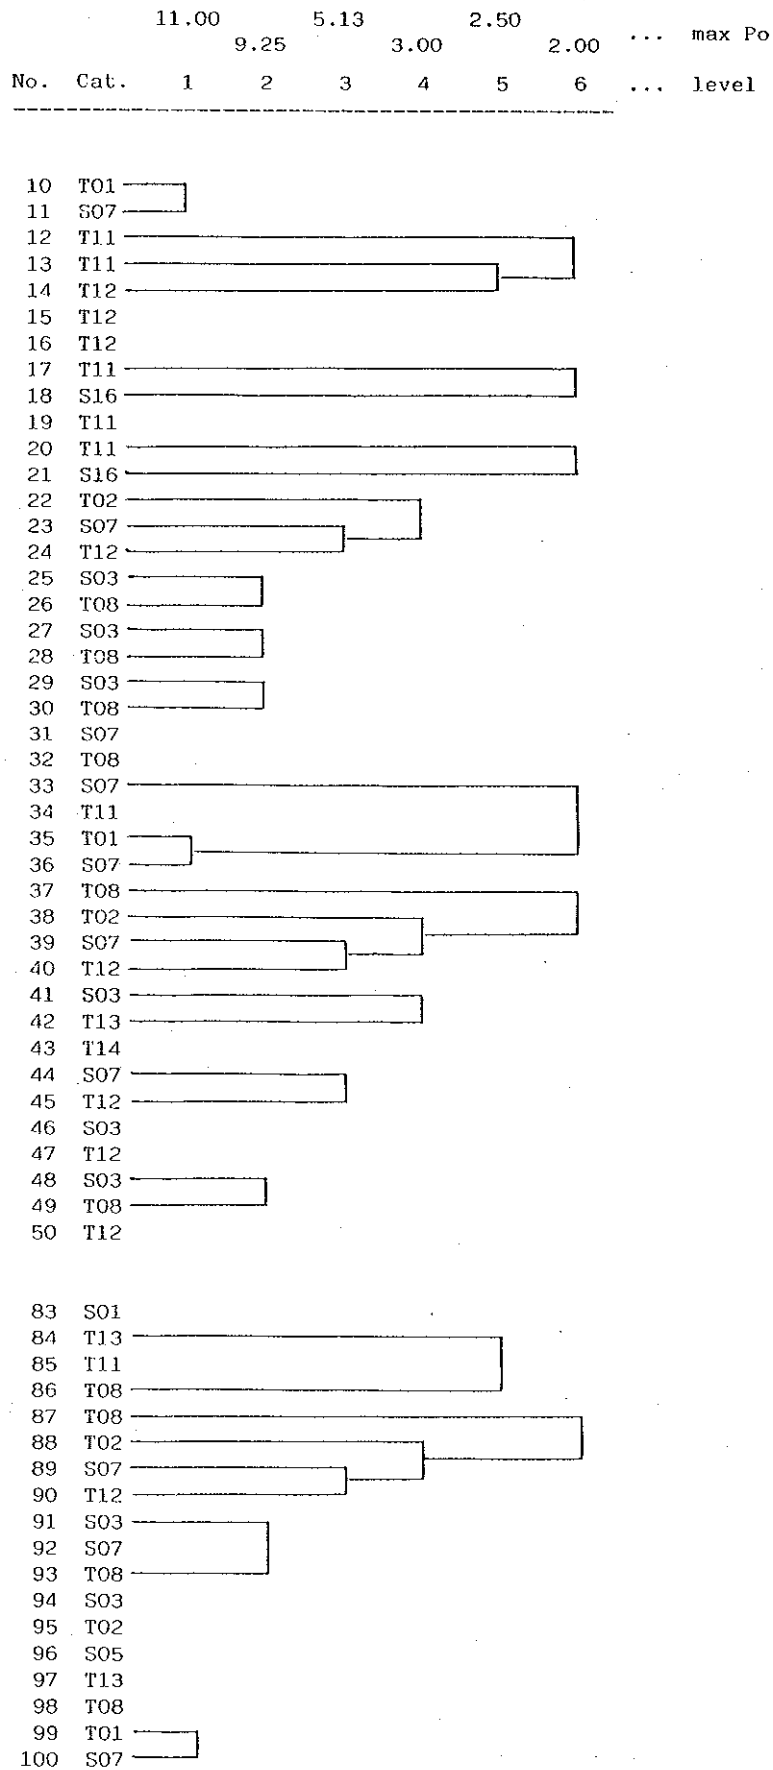 11.00 5.13 2.50
9.25 3.00 2.00 ... max Po
No. Cat. 1 2 3 4 5 6 ... level
10 T01
11 S07
12 T11
13 T11
14 T12
15 T12
16 T12
17 T11
18 S16
19 T11
20 T11
21 S16
22 T02
23 S07
24 T12
25 S03
26 T08
27 S03
28 T08
29 S03
30 T08
31 S07
32 T08
33 S07
34 T11
35 T01
36 S07
37 T08
38 T02
39 S07
40 T12
41 S03
42 T13
43 T14
44 S07
45 T12
46 S03
47 T12
48 S03
49 T08
50 T12
83 S01
84 T13
85 T11
86 T08
87 T08
88 T02
89 S07
90 T12
91 S03
92 S07
93 T08
94 S03
95 T02
96 S05
97 T13
98 T08
99 T01
100 S07